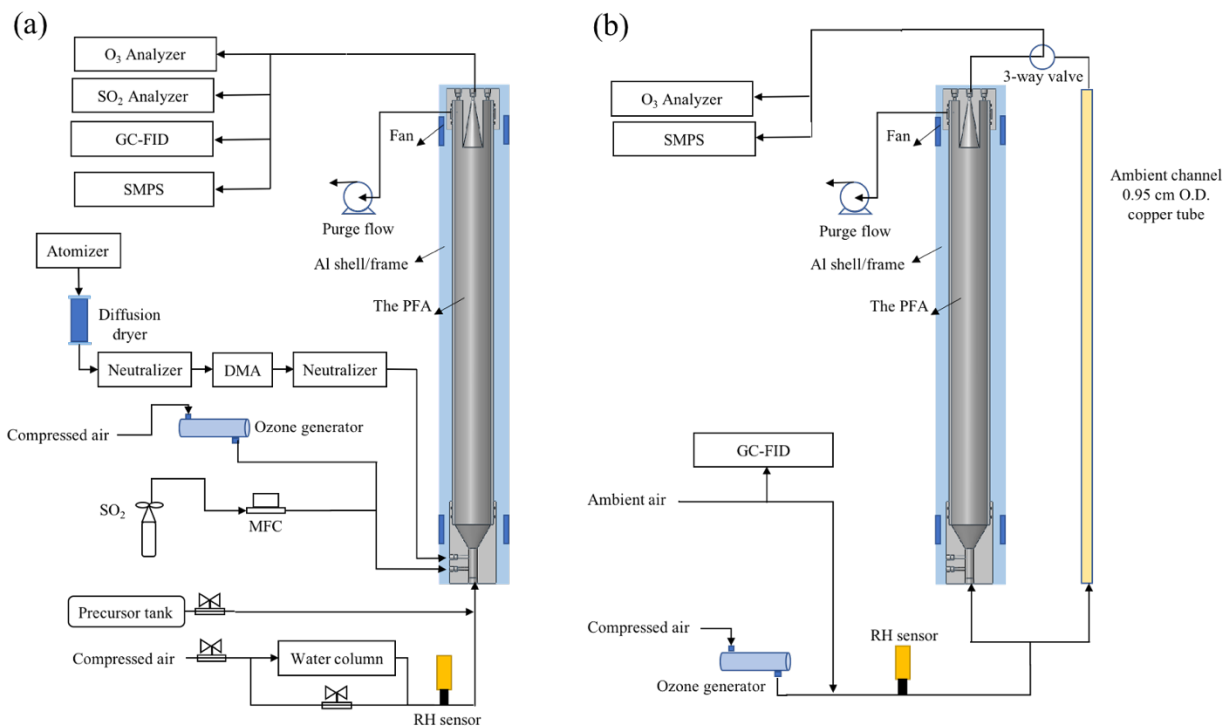 (a)
O₃ Analyzer
SO₂ Analyzer
GC-FID
SMPS
Fan
Purge flow
Al shell/frame
The PFA
Atomizer
Diffusion
dryer
Neutralizer
DMA
Neutralizer
Compressed air
Ozone generator
SO₂
MFC
Precursor tank
Compressed air
Water column
RH sensor
(b)
3-way valve
O₃ Analyzer
SMPS
Fan
Purge flow
Al shell/frame
The PFA
Ambient channel
0.95 cm O.D.
copper tube
GC-FID
Ambient air
Compressed air
Ozone generator
RH sensor